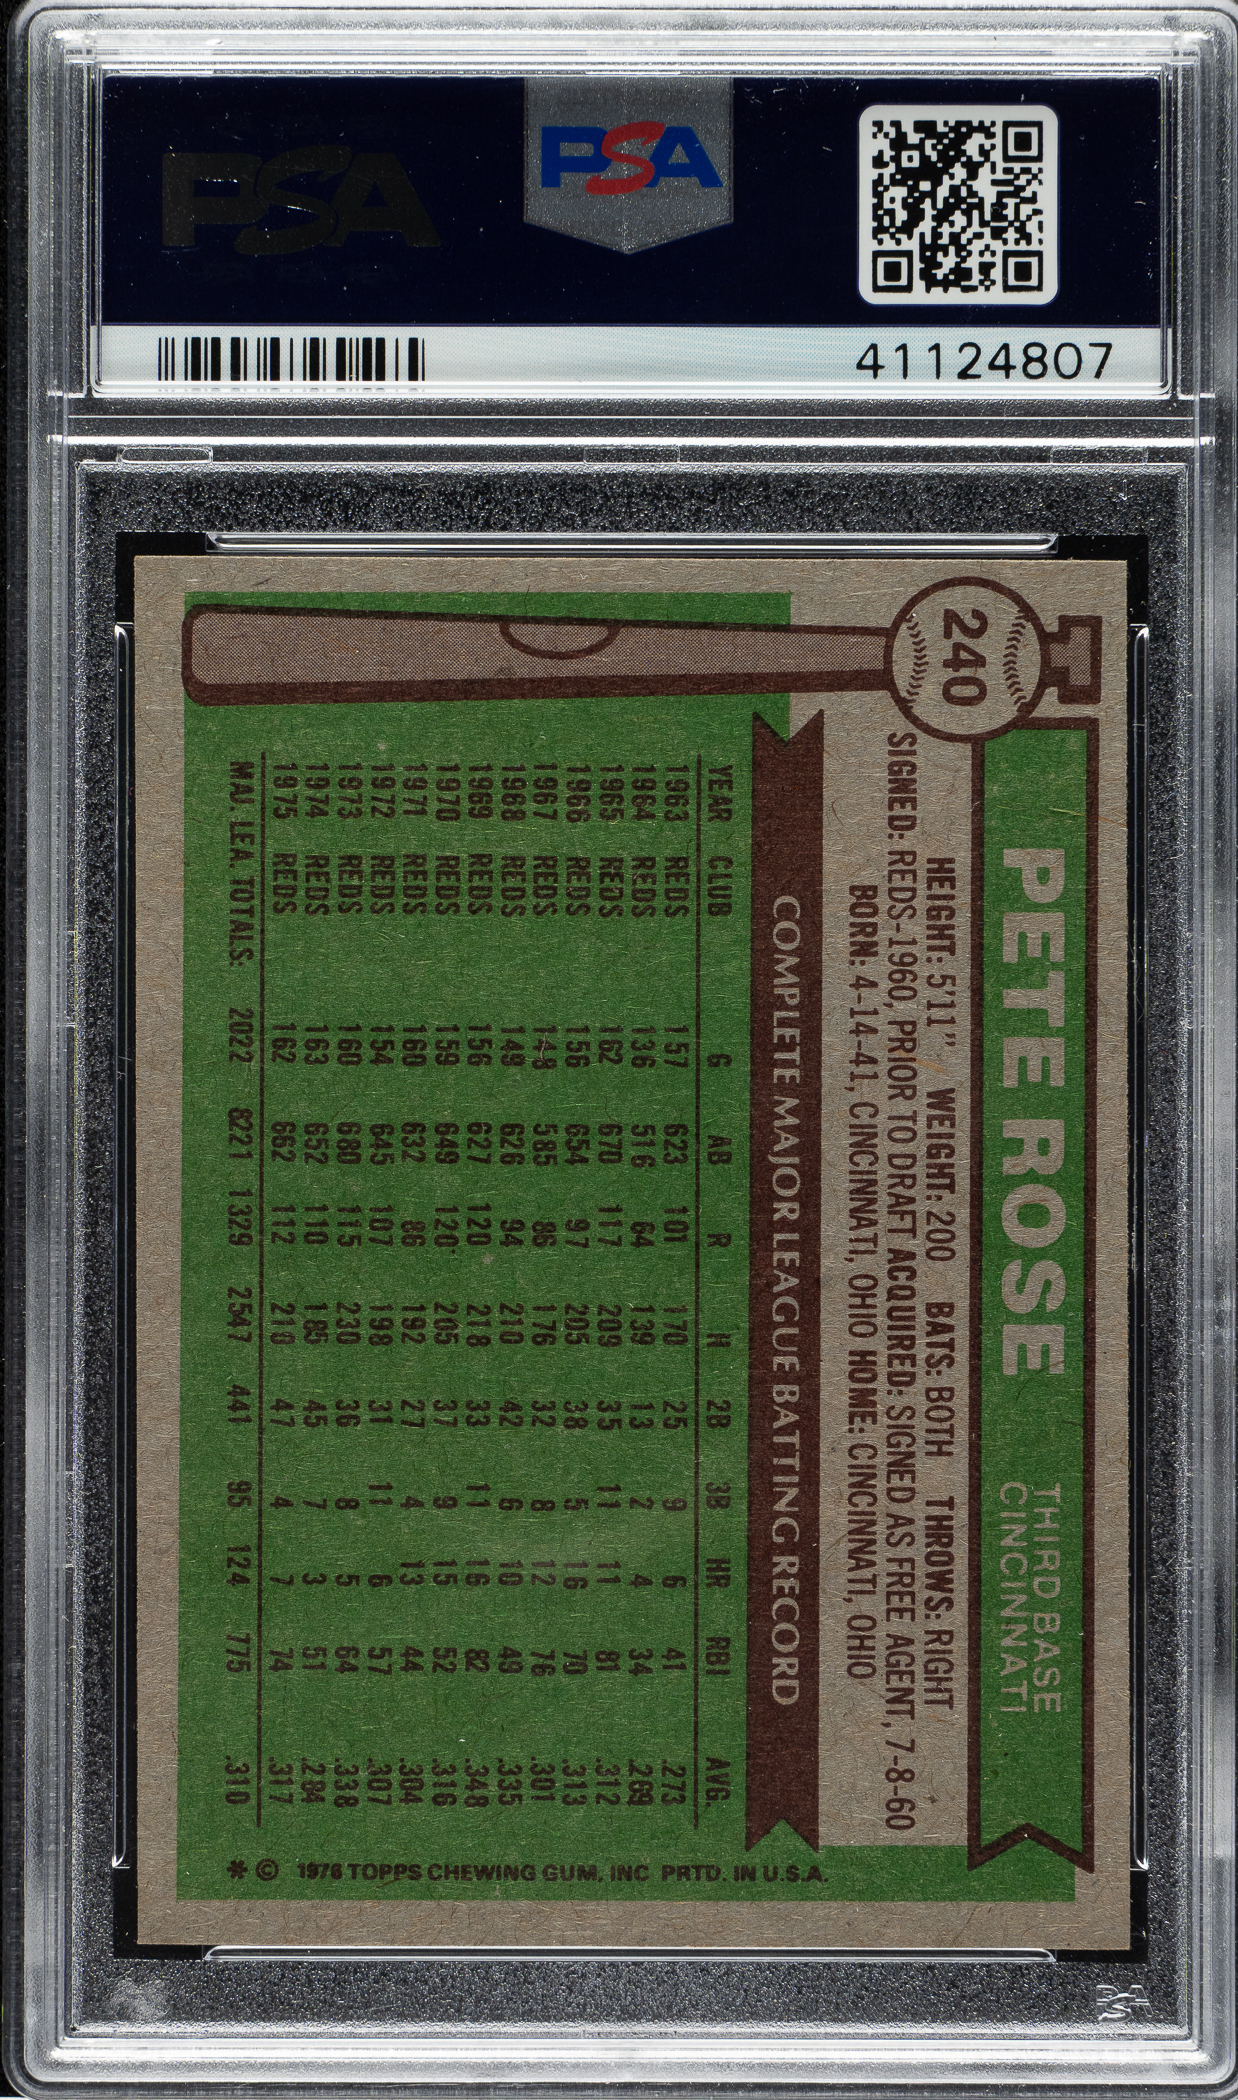 PSA
PSA
41124807
240
PETE ROSE
THIRD BASE
CINCINNATI
HEIGHT: 5'11" WEIGHT: 200 BATS: BOTH THROWS: RIGHT
SIGNED: REDS-1960, PRIOR TO DRAFT ACQUIRED: SIGNED AS FREE AGENT, 7-8-60
BORN: 4-14-41, CINCINNATI, OHIO HOME: CINCINNATI, OHIO
COMPLETE MAJOR LEAGUE BATTING RECORD
YEAR CLUB G AB R H 2B 3B HR RBI AVG.
1963 REDS 157 623 101 170 25 9 6 41 .273
1964 REDS 136 516 64 139 13 2 4 34 .269
1965 REDS 162 670 117 209 35 11 11 81 .312
1966 REDS 156 654 97 205 38 5 16 70 .313
1967 REDS 148 585 86 176 32 8 12 76 .301
1968 REDS 149 626 94 210 42 6 10 49 .335
1969 REDS 156 627 120 218 33 11 16 82 .348
1970 REDS 159 649 120 205 37 9 15 52 .316
1971 REDS 160 632 86 192 27 4 13 44 .304
1972 REDS 154 645 107 198 31 11 6 57 .307
1973 REDS 160 680 115 230 36 8 5 64 .338
1974 REDS 163 652 110 185 45 7 3 51 .284
1975 REDS 162 662 112 210 47 4 7 74 .317
MAJ. LEA. TOTALS: 2022 8221 1329 2547 441 95 124 775 .310
* © 1976 TOPPS CHEWING GUM, INC PRTD. IN U.S.A.
PSA